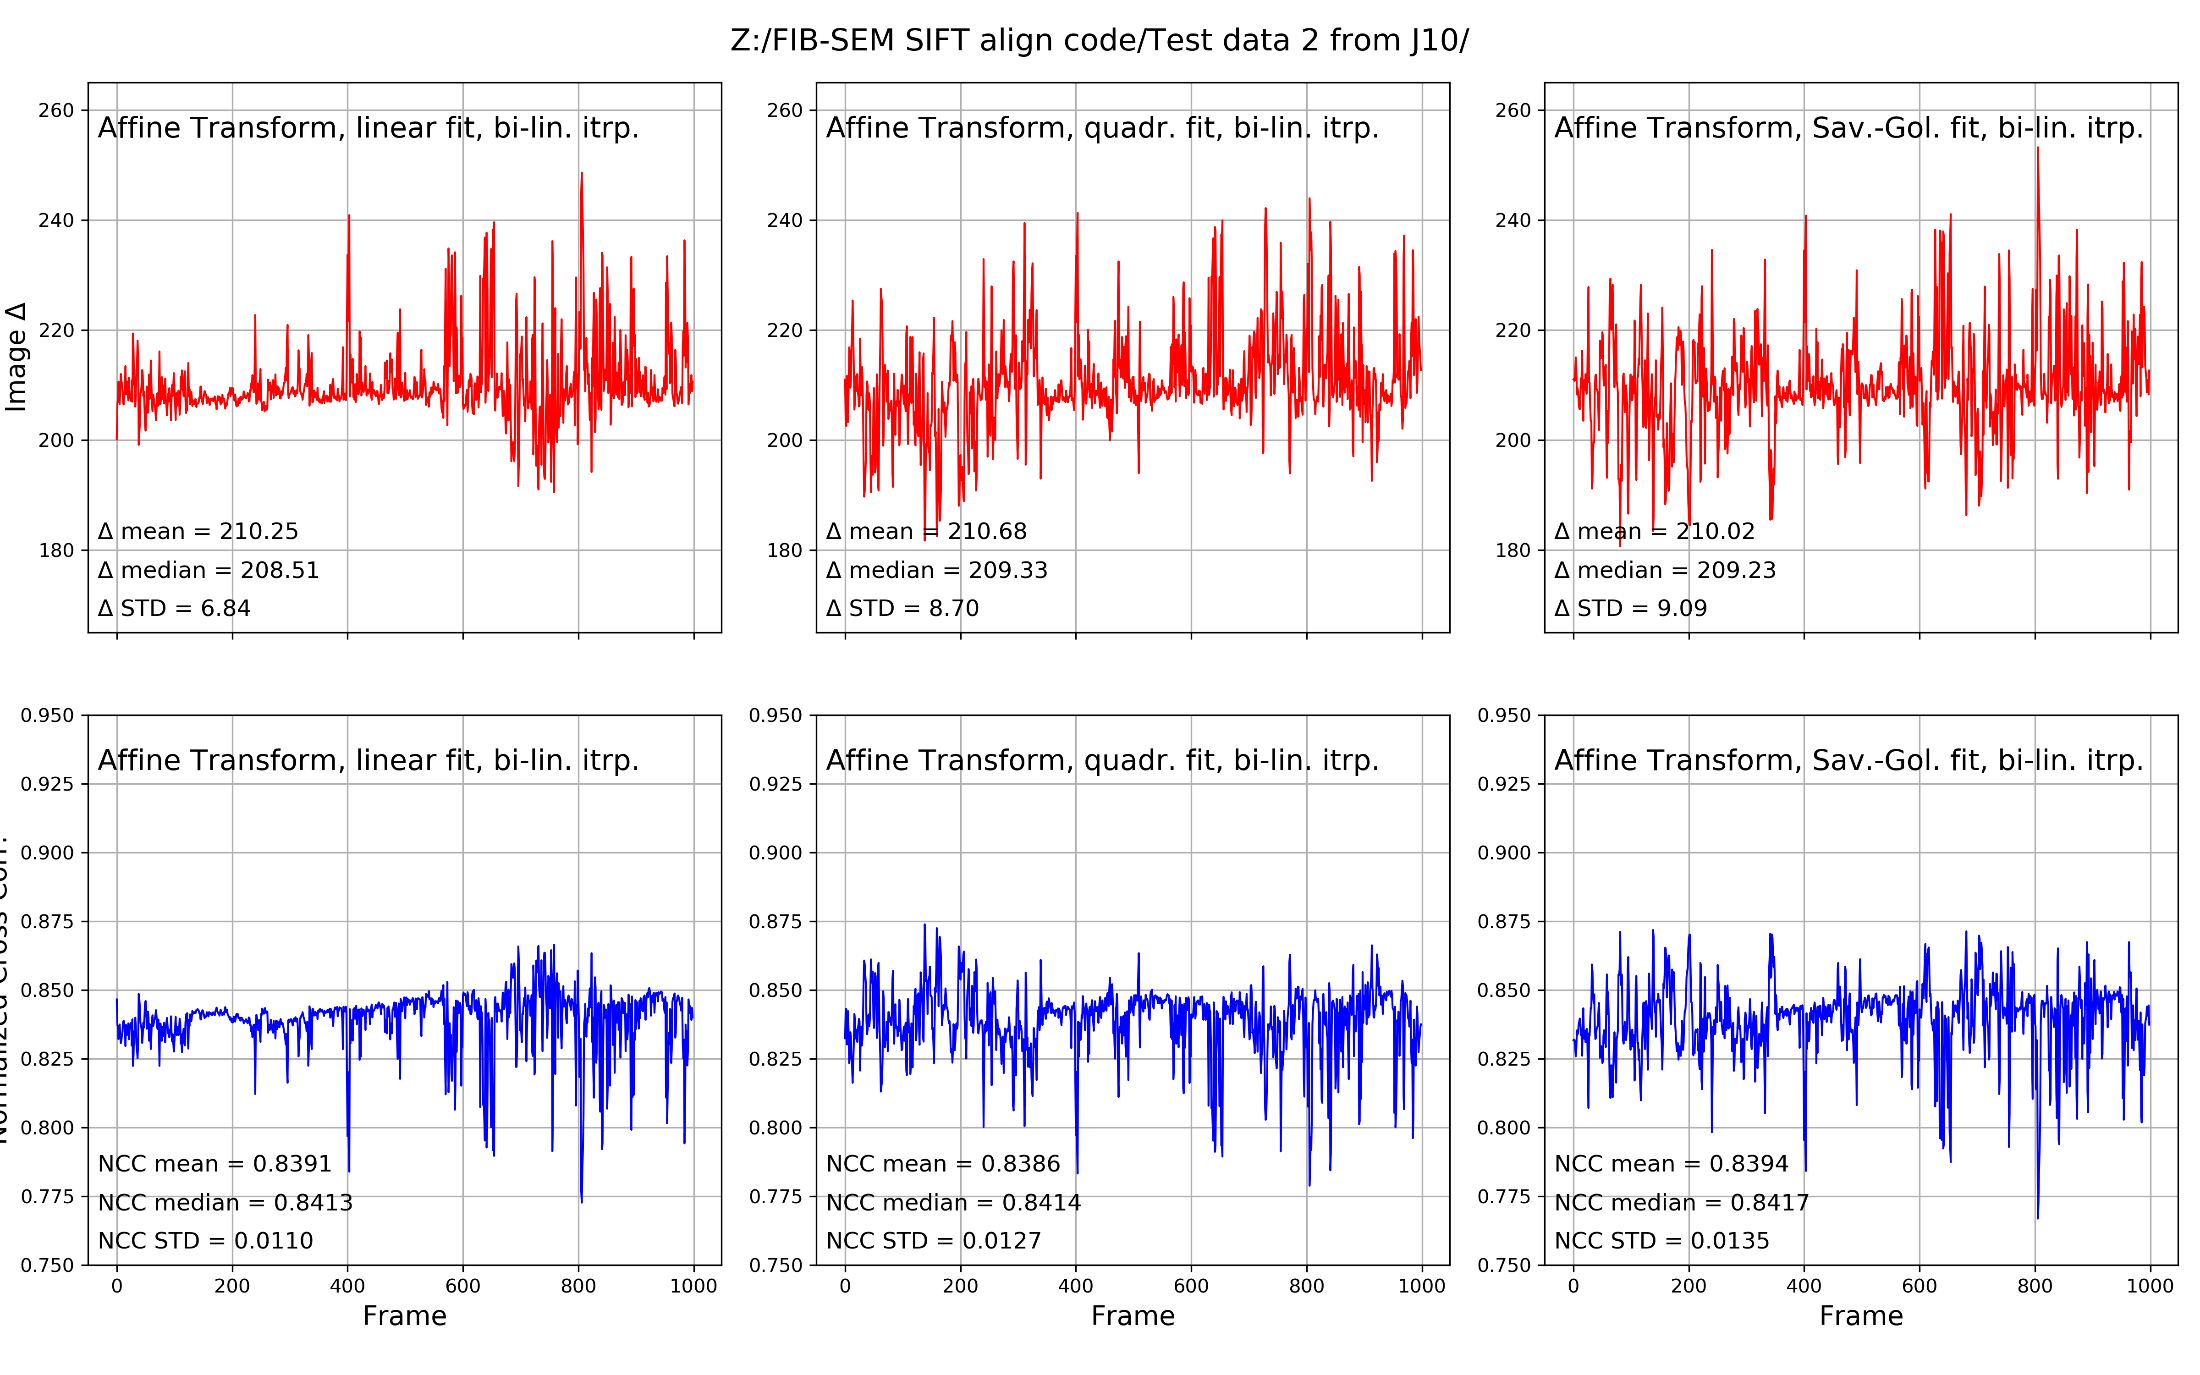 Z:/FIB-SEM SIFT align code/Test data 2 from J10/
Image Δ
260
240
220
200
180
Affine Transform, linear fit, bi-lin. itrp.
Δ mean = 210.25
Δ median = 208.51
Δ STD = 6.84
260
240
220
200
180
Affine Transform, quadr. fit, bi-lin. itrp.
Δ mean = 210.68
Δ median = 209.33
Δ STD = 8.70
260
240
220
200
180
Affine Transform, Sav.-Gol. fit, bi-lin. itrp.
Δ mean = 210.02
Δ median = 209.23
Δ STD = 9.09
Normalized Cross Corr.
0.950
0.925
0.900
0.875
0.850
0.825
0.800
0.775
0.750
Affine Transform, linear fit, bi-lin. itrp.
NCC mean = 0.8391
NCC median = 0.8413
NCC STD = 0.0110
0 200 400 600 800 1000
Frame
0.950
0.925
0.900
0.875
0.850
0.825
0.800
0.775
0.750
Affine Transform, quadr. fit, bi-lin. itrp.
NCC mean = 0.8386
NCC median = 0.8414
NCC STD = 0.0127
0 200 400 600 800 1000
Frame
0.950
0.925
0.900
0.875
0.850
0.825
0.800
0.775
0.750
Affine Transform, Sav.-Gol. fit, bi-lin. itrp.
NCC mean = 0.8394
NCC median = 0.8417
NCC STD = 0.0135
0 200 400 600 800 1000
Frame